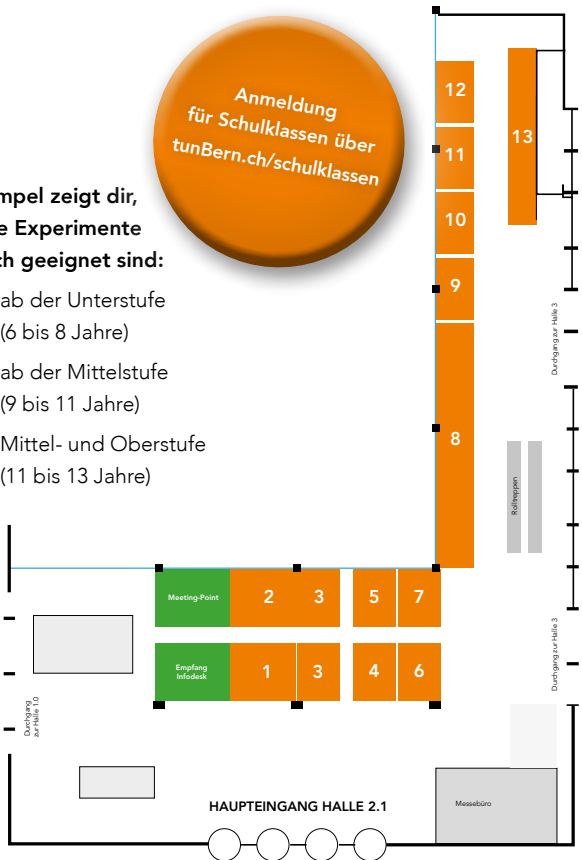 Anmeldung
für Schulklassen über
tunBern.ch/schulklassen
mpel zeigt dir,
e Experimente
ch geeignet sind:
ab der Unterstufe
(6 bis 8 Jahre)
ab der Mittelstufe
(9 bis 11 Jahre)
Mittel- und Oberstufe
(11 bis 13 Jahre)
12
13
11
10
9
8
Durchgang zur Halle 3
Rolltreppen
Meeting-Point
2
3
5
7
Empfang
Infodesk
1
3
4
6
Durchgang zur Halle 3
Durchgang
zur Halle 1.0
HAUPTEINGANG HALLE 2.1
Messebüro